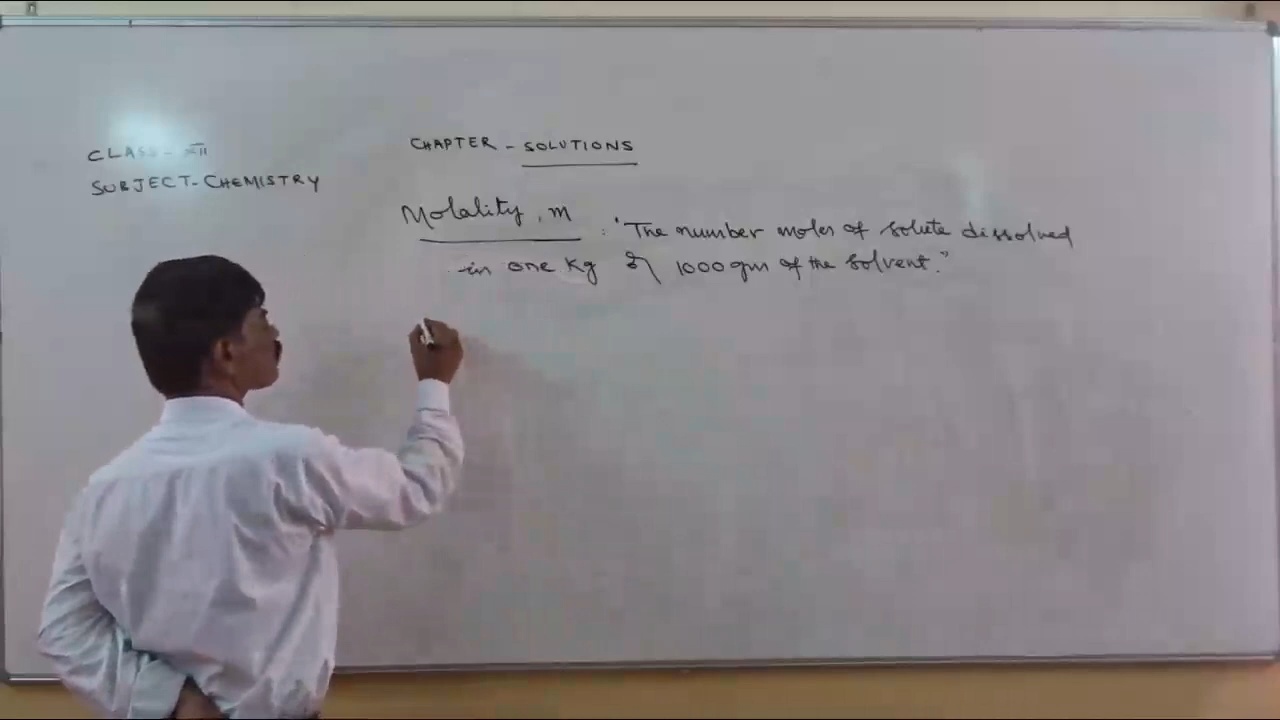 CLASS-XII
SUBJECT-CHEMISTRY
CHAPTER - SOLUTIONS
Molality, m : "The number moles of solute dissolved
in one kg or 1000 gm of the solvent."